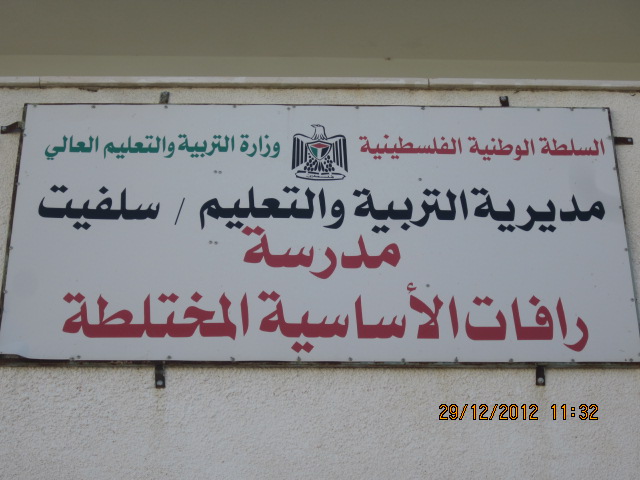 السلطة الوطنية الفلسطينية وزارة التربية والتعليم العالي
مديرية التربية والتعليم / سلفيت
مدرسة
رافات الأساسية المختلطة
29/12/2012 11:32